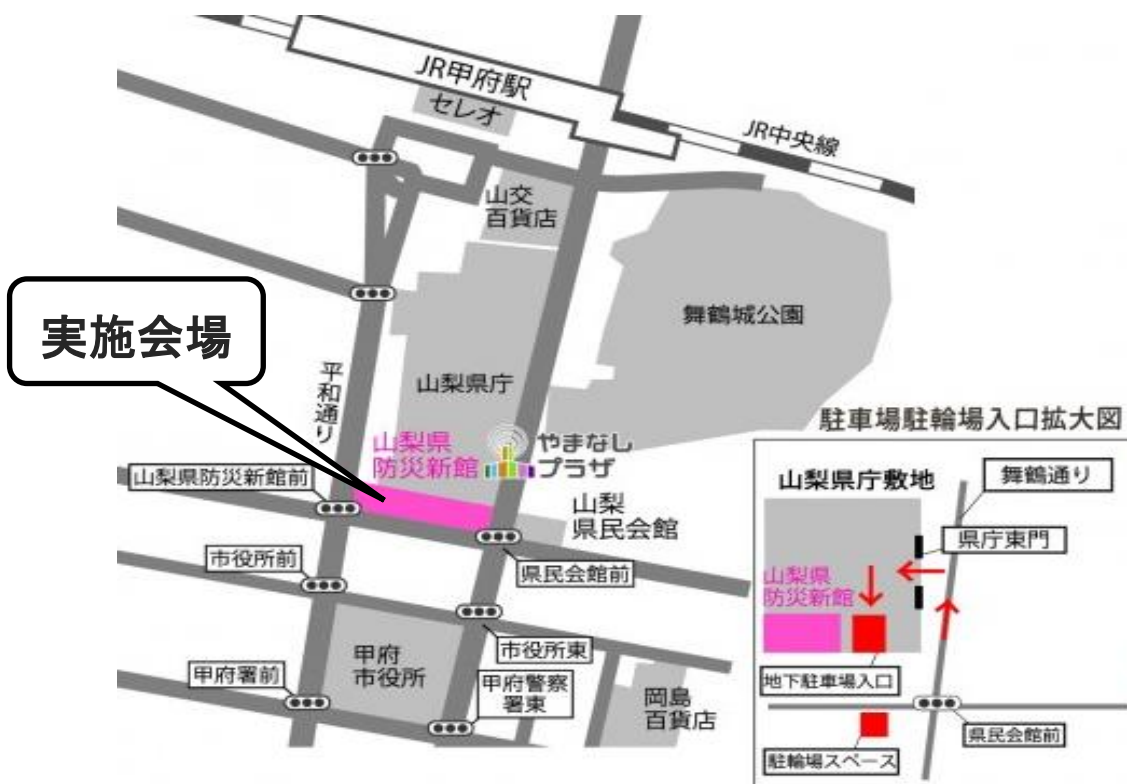 JR甲府駅
セレオ
JR中央線
山交
百貨店
舞鶴城公園
実施会場
平和通り
山梨県庁
山梨県
防災新館
やまなし
プラザ
山梨県防災新館前
山梨
県民会館
市役所前
県民会館前
甲府
市役所
市役所東
甲府署前
甲府警察
署東
岡島
百貨店
駐車場駐輪場入口拡大図
山梨県庁敷地
舞鶴通り
県庁東門
山梨県
防災新館
地下駐車場入口
県民会館前
駐輪場スペース